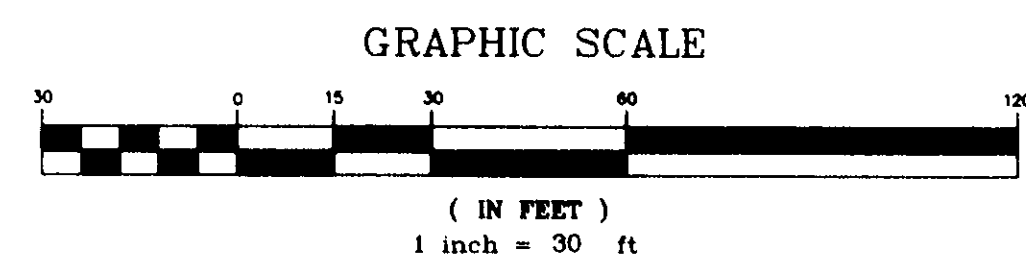 GRAPHIC SCALE
30 0 15 30 60 120
( IN FEET )
1 inch = 30 ft